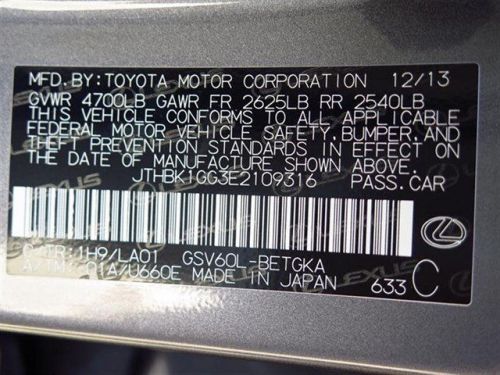 MFD. BY: TOYOTA MOTOR CORPORATION 12/13
GVWR 4700LB GAWR FR 2625LB RR 2540LB
THIS VEHICLE CONFORMS TO ALL APPLICABLE
FEDERAL MOTOR VEHICLE SAFETY, BUMPER, AND
THEFT PREVENTION STANDARDS IN EFFECT ON
THE DATE OF MANUFACTURE SHOWN ABOVE.
JTHBK1GG3E2109316 PASS.CAR
C/TR: 1H9/LA01 GSV60L-BETGKA
A/TM: 01A/U660E MADE IN JAPAN 633 C
LEXUS
LEXUS